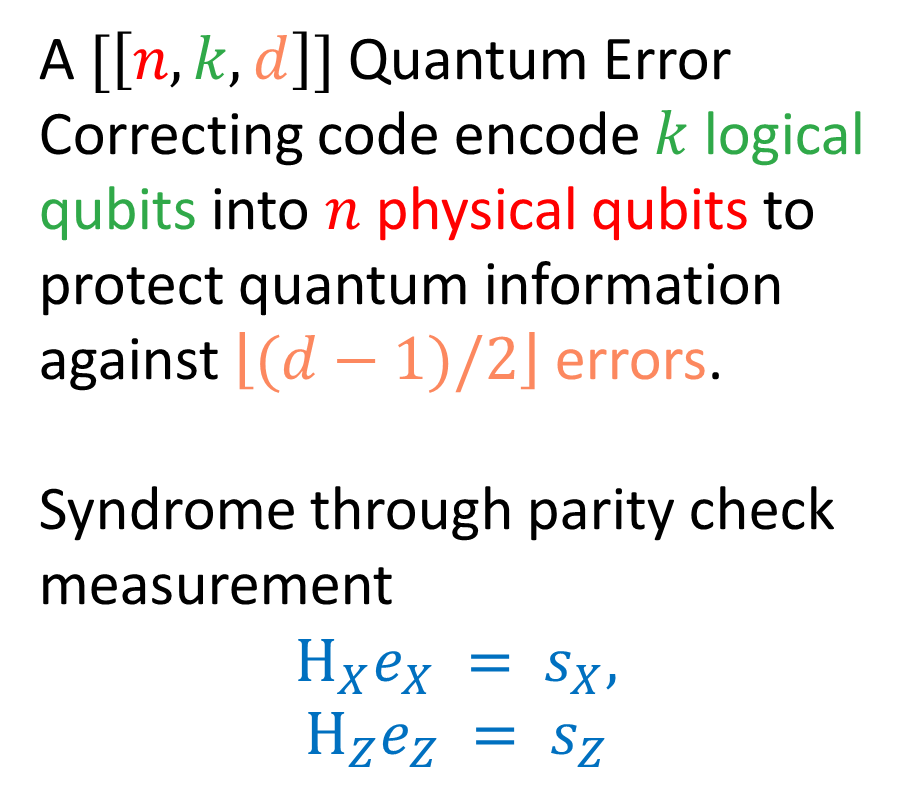 A [[n, k, d]] Quantum Error
Correcting code encode k logical
qubits into n physical qubits to
protect quantum information
against ⌊(d − 1)/2⌋ errors.
Syndrome through parity check
measurement
H_X e_X = s_X,
H_Z e_Z = s_Z